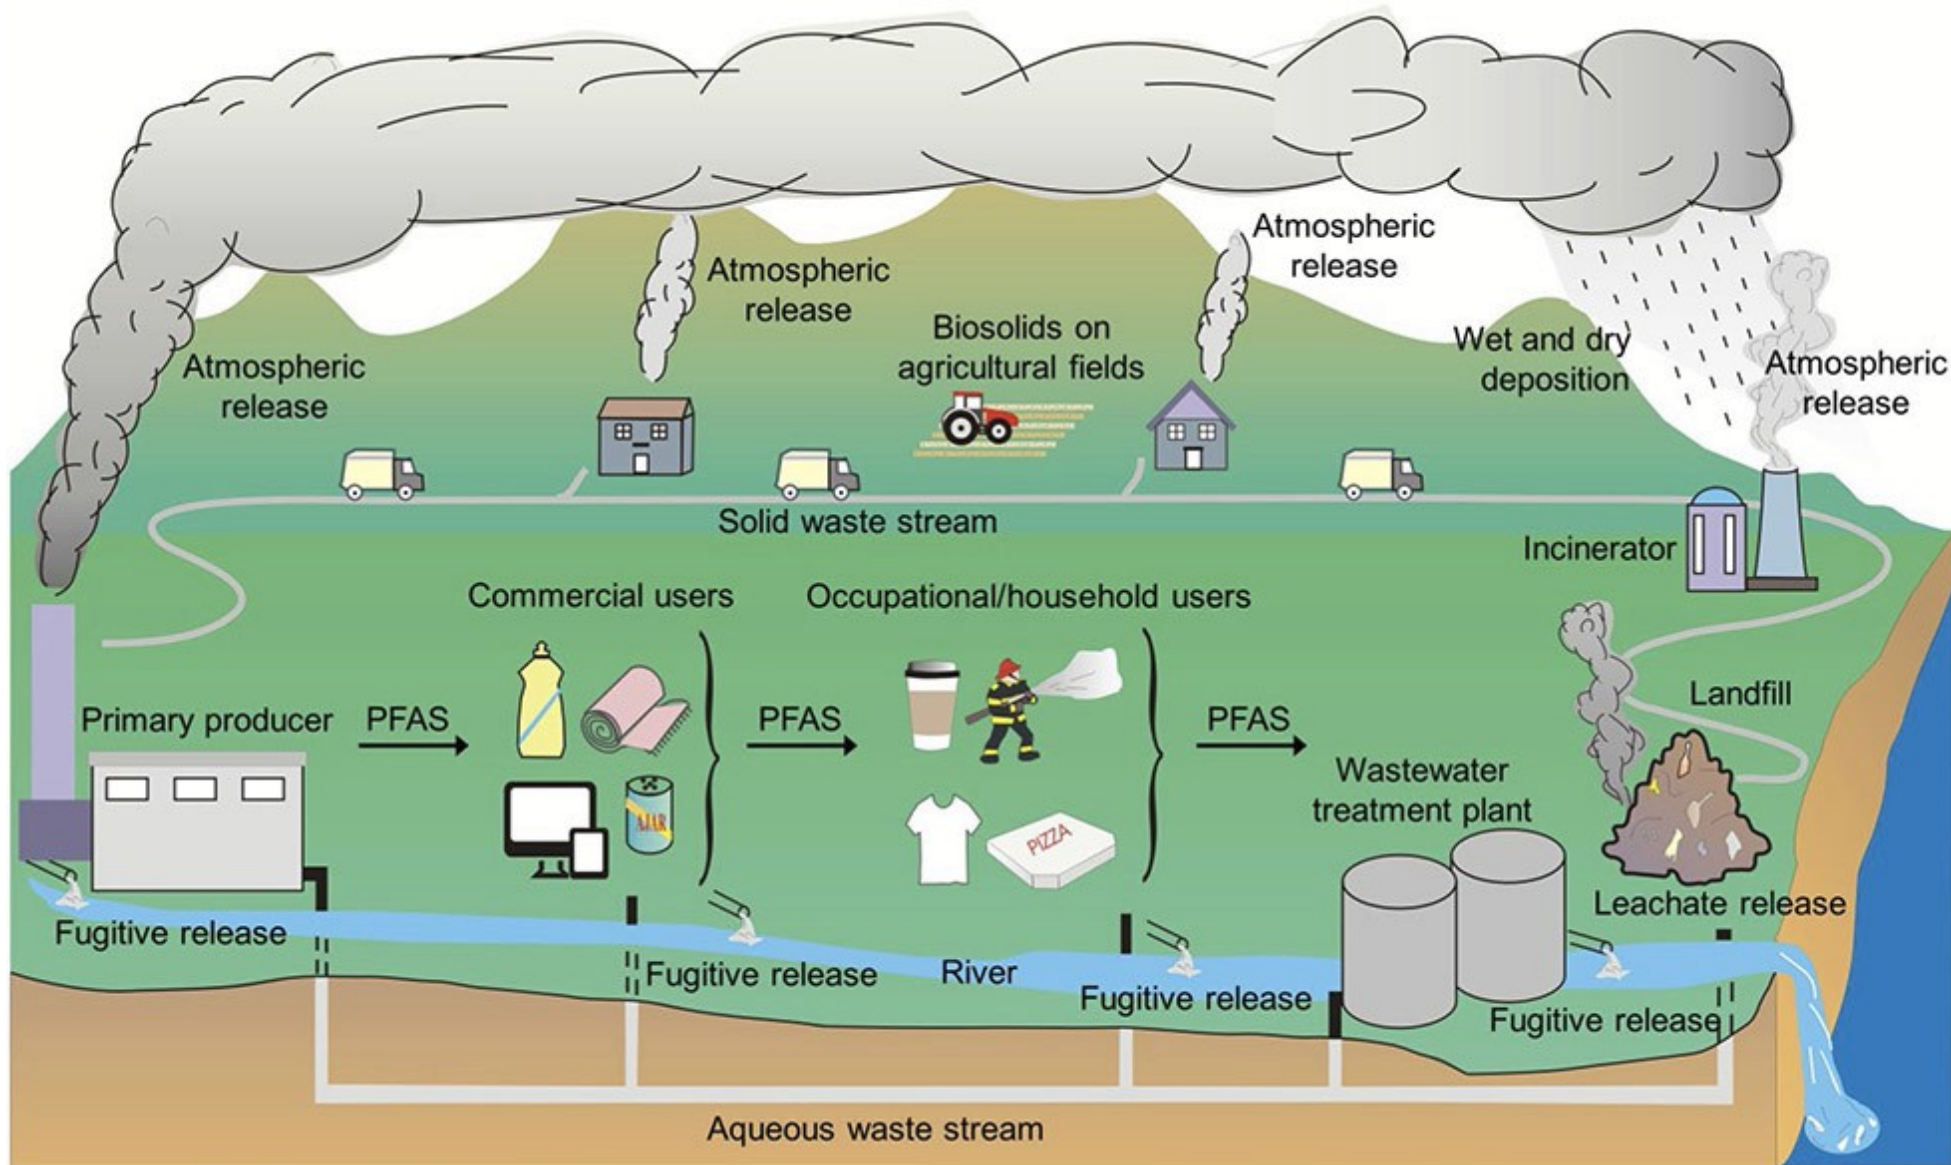 Atmospheric
release
Atmospheric
release
Atmospheric
release
Biosolids on
agricultural fields
Wet and dry
deposition
Atmospheric
release
Solid waste stream
Incinerator
Commercial users
Occupational/household users
Primary producer
PFAS
PFAS
PFAS
Landfill
Wastewater
treatment plant
AJAR
PIZZA
Leachate release
Fugitive release
Fugitive release
River
Fugitive release
Fugitive release
Aqueous waste stream